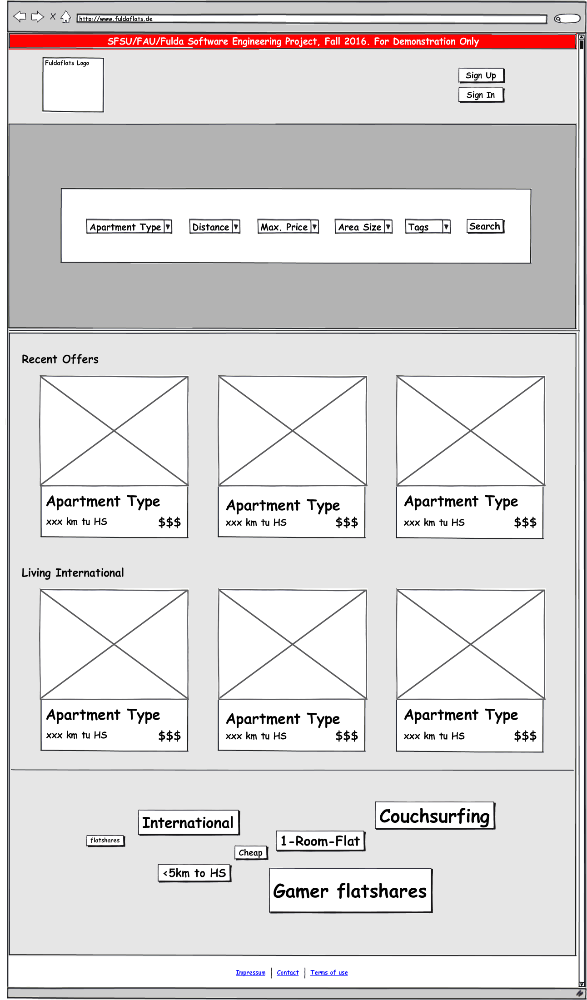 http://www.fuldaflats.de
SFSU/FAU/Fulda Software Engineering Project, Fall 2016. For Demonstration Only
Fuldaflats Logo
Sign Up
Sign In
Apartment Type Distance Max. Price Area Size Tags Search
Recent Offers
Apartment Type Apartment Type Apartment Type
xxx km tu HS $$$ xxx km tu HS $$$ xxx km tu HS $$$
Living International
Apartment Type Apartment Type Apartment Type
xxx km tu HS $$$ xxx km tu HS $$$ xxx km tu HS $$$
Couchsurfing
International
flatshares
1-Room-Flat
Cheap
<5km to HS
Gamer flatshares
Impressum | Contact | Terms of use